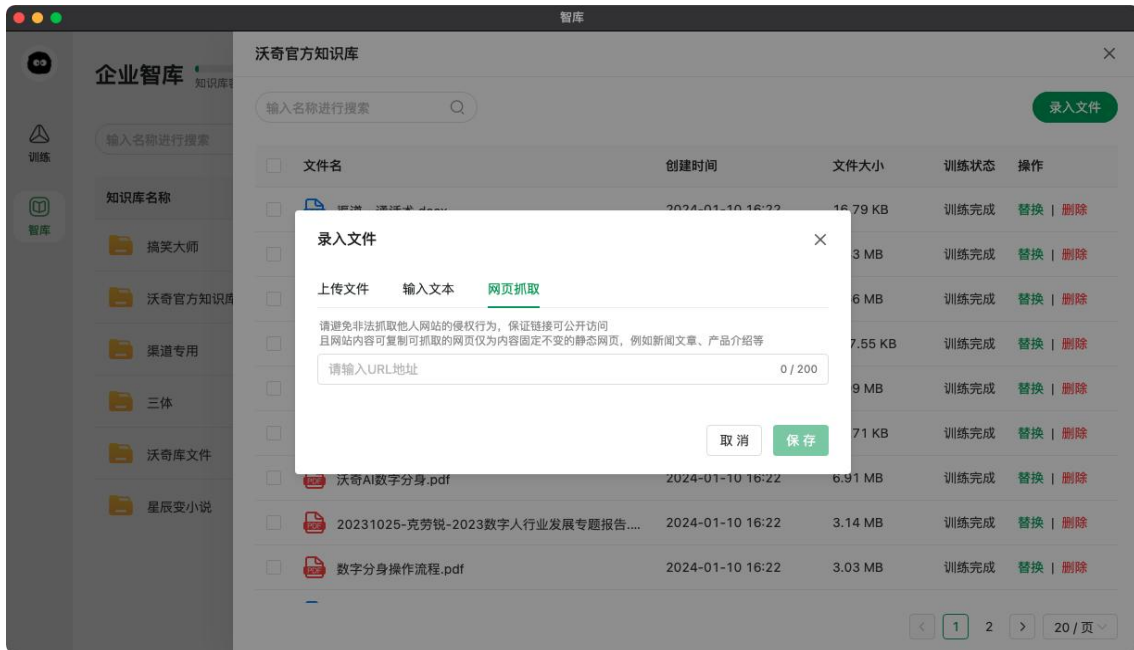 智库
训练
智库
企业智库
输入名称进行搜索
知识库名称
搞笑大师
沃奇官方知识库
渠道专用
三体
沃奇库文件
星辰变小说
沃奇官方知识库
输入名称进行搜索
录入文件
文件名 创建时间 文件大小 训练状态 操作
2024-01-10 16:22 16.79 KB 训练完成 替换 | 删除
3 MB 训练完成 替换 | 删除
6 MB 训练完成 替换 | 删除
7.55 KB 训练完成 替换 | 删除
9 MB 训练完成 替换 | 删除
71 KB 训练完成 替换 | 删除
沃奇AI数字分身.pdf 2024-01-10 16:22 6.91 MB 训练完成 替换 | 删除
20231025-克劳锐-2023数字人行业发展专题报告.... 2024-01-10 16:22 3.14 MB 训练完成 替换 | 删除
数字分身操作流程.pdf 2024-01-10 16:22 3.03 MB 训练完成 替换 | 删除
1 2 20 / 页
录入文件
上传文件 输入文本 网页抓取
请避免非法抓取他人网站的侵权行为，保证链接可公开访问
且网站内容可复制可抓取的网页仅为内容固定不变的静态网页，例如新闻文章、产品介绍等
请输入URL地址 0 / 200
取消 保存